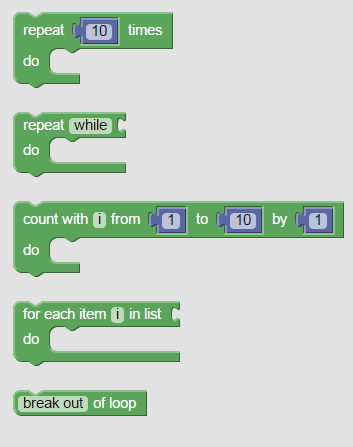 repeat 10 times
do
repeat while
do
count with i from 1 to 10 by 1
do
for each item i in list
do
break out of loop